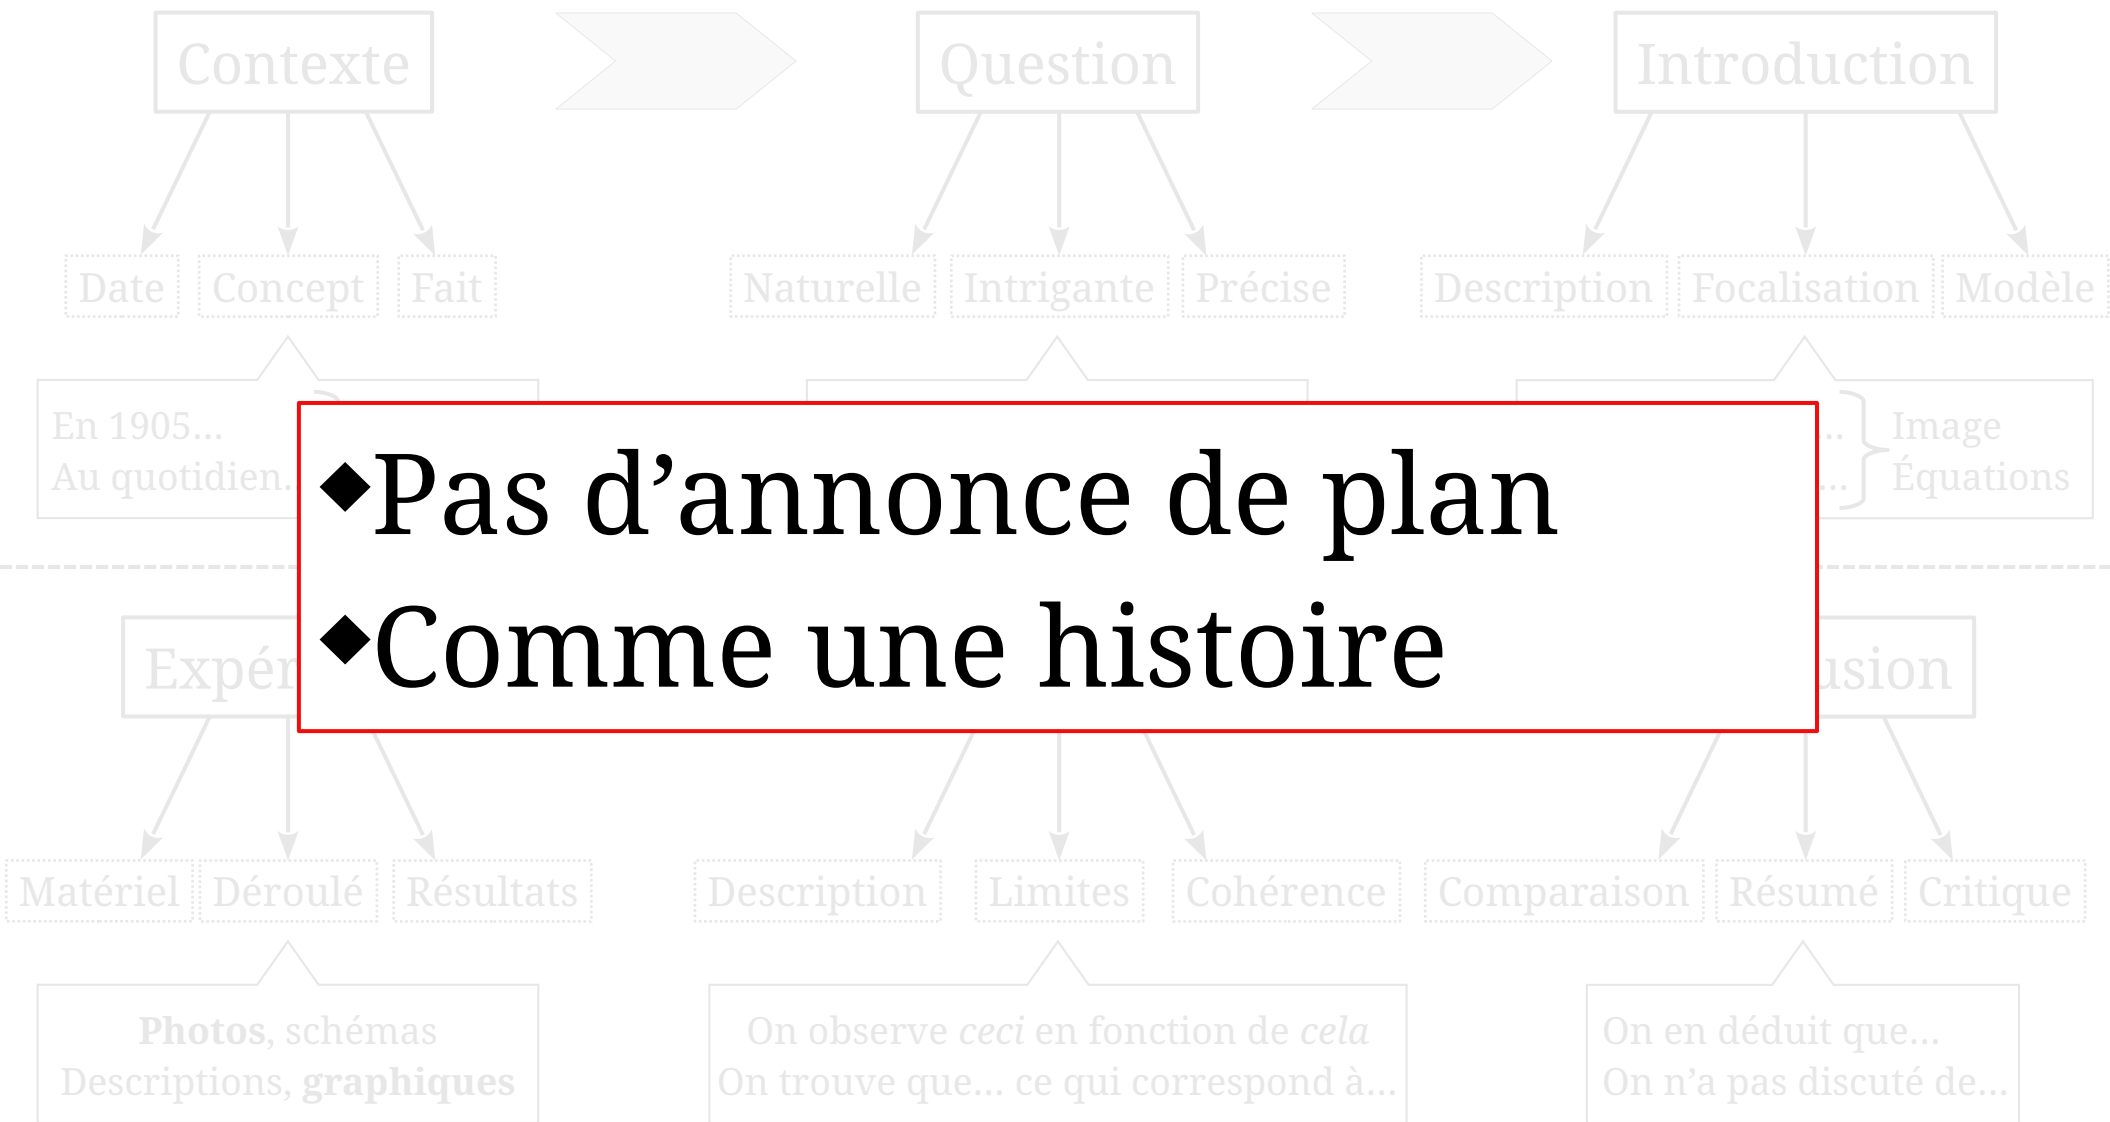 Contexte
Question
Introduction
Date
Concept
Fait
Naturelle
Intrigante
Précise
Description
Focalisation
Modèle
En 1905…
Au quotidien…
Image
Équations
◆Pas d’annonce de plan
◆Comme une histoire
Matériel
Déroulé
Résultats
Description
Limites
Cohérence
Comparaison
Résumé
Critique
Photos, schémas
Descriptions, graphiques
On observe ceci en fonction de cela
On trouve que… ce qui correspond à…
On en déduit que…
On n’a pas discuté de…